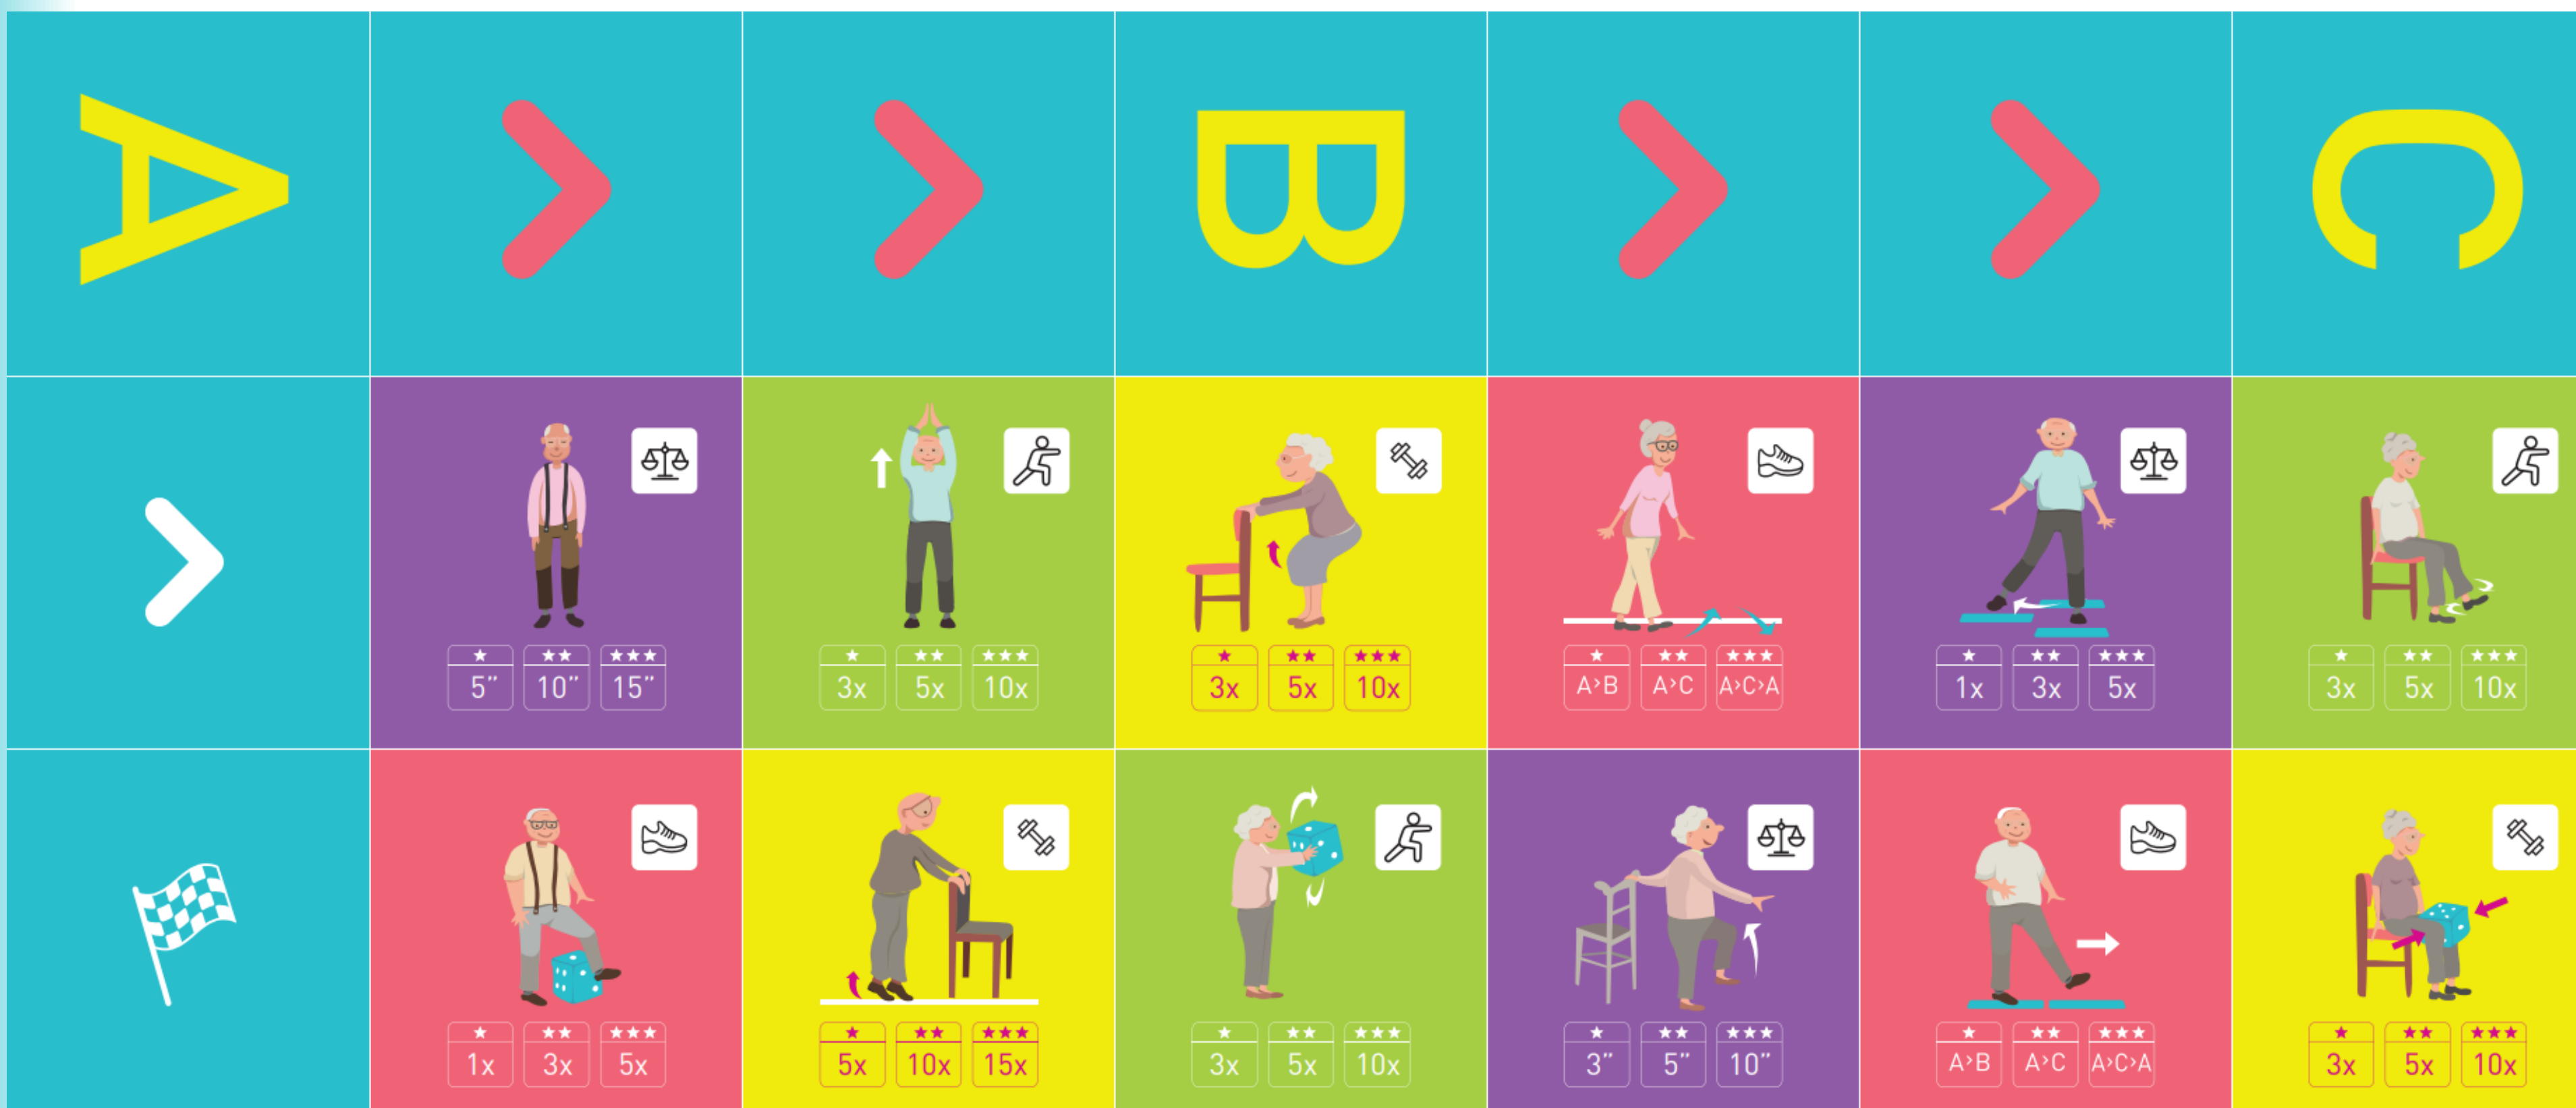 A
B
C
5” 10” 15”
3x 5x 10x
3x 5x 10x
A>B A>C A>C>A
1x 3x 5x
3x 5x 10x
1x 3x 5x
5x 10x 15x
3x 5x 10x
3” 5” 10”
A>B A>C A>C>A
3x 5x 10x